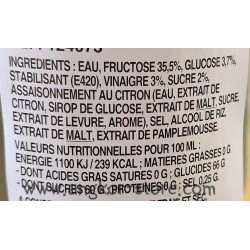 INGREDIENTS : EAU, FRUCTOSE 35,5%, GLUCOSE 3,7%,
STABILISANT (E420), VINAIGRE 3%, SUCRE 2%,
ASSAISONNEMENT AU CITRON (EAU, EXTRAIT DE
CITRON, SIROP DE GLUCOSE, EXTRAIT DE MALT, SUCRE,
EXTRAIT DE LEVURE, AROME), SEL, ALCOOL DE RIZ,
EXTRAIT DE MALT, EXTRAIT DE PAMPLEMOUSSE.
VALEURS NUTRITIONNELLES POUR 100 ML :
ENERGIE 1100 KJ / 239 KCAL ; MATIERES GRASSES 0 G
- DONT ACIDES GRAS SATURES 0 G ; GLUCIDES 66 G
- DONT SUCRES 60 G ; PROTEINES 0 G ; SEL 0,25 G.